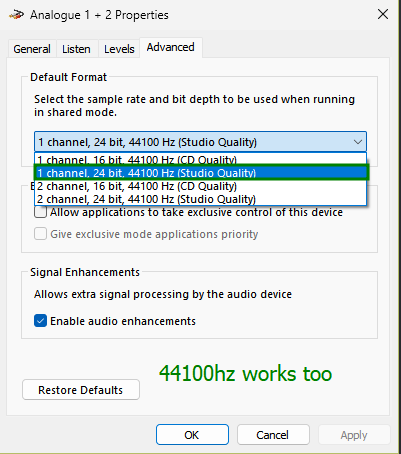 Analogue 1 + 2 Properties
General
Listen
Levels
Advanced
Default Format
Select the sample rate and bit depth to be used when running
in shared mode.
1 channel, 24 bit, 44100 Hz (Studio Quality)
1 channel, 16 bit, 44100 Hz (CD Quality)
1 channel, 24 bit, 44100 Hz (Studio Quality)
2 channel, 16 bit, 44100 Hz (CD Quality)
2 channel, 24 bit, 44100 Hz (Studio Quality)
Allow applications to take exclusive control of this device
Give exclusive mode applications priority
Signal Enhancements
Allows extra signal processing by the audio device
Enable audio enhancements
44100hz works too
Restore Defaults
OK
Cancel
Apply